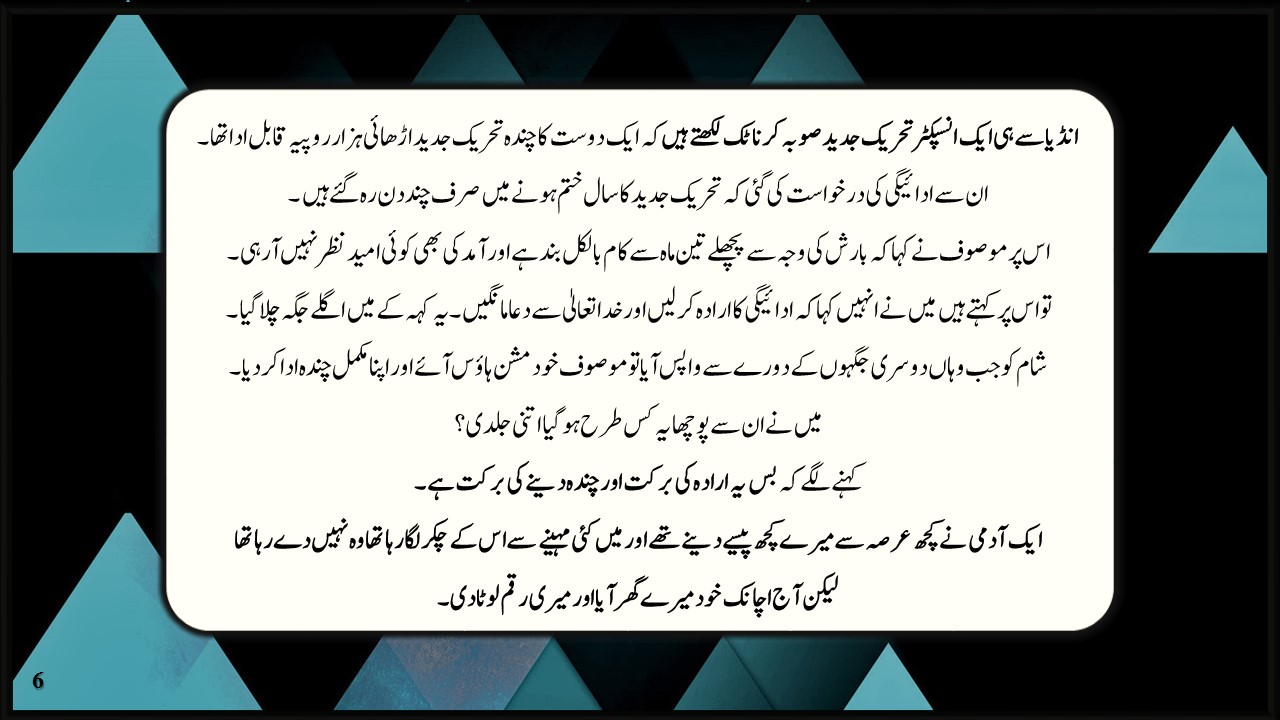 انڈیا سے ہی ایک انسپکٹر تحریک جدید صوبہ کرناٹک لکھتے ہیں کہ ایک دوست کا چندہ تحریک جدید اڑھائی ہزار روپیہ قابل ادا تھا۔
ان سے ادائیگی کی درخواست کی گئی کہ تحریک جدید کا سال ختم ہونے میں صرف چند دن رہ گئے ہیں۔
اس پر موصوف نے کہا کہ بارش کی وجہ سے پچھلے تین ماہ سے کام بالکل بند ہے اور آمد کی بھی کوئی امید نظر نہیں آرہی۔
تو اس پر کہتے ہیں میں نے انہیں کہا کہ ادائیگی کا ارادہ کرلیں اور خدا تعالیٰ سے دعا مانگیں۔ یہ کہہ کے میں اگلے جگہ چلا گیا۔
شام کو جب وہاں دوسری جگہوں کے دورے سے واپس آیا تو موصوف خود مشن ہاؤس آئے اور اپنا مکمل چندہ ادا کر دیا۔
میں نے ان سے پوچھا یہ کس طرح ہو گیا اتنی جلدی؟
کہنے لگے کہ بس یہ ارادہ کی برکت اور چندہ دینے کی برکت ہے۔
ایک آدمی نے کچھ عرصہ سے میرے کچھ پیسے دینے تھے اور میں کئی مہینے سے اس کے چکر لگا رہا تھا وہ نہیں دے رہا تھا
لیکن آج اچانک خود میرے گھر آیا اور میری رقم لوٹا دی۔
6